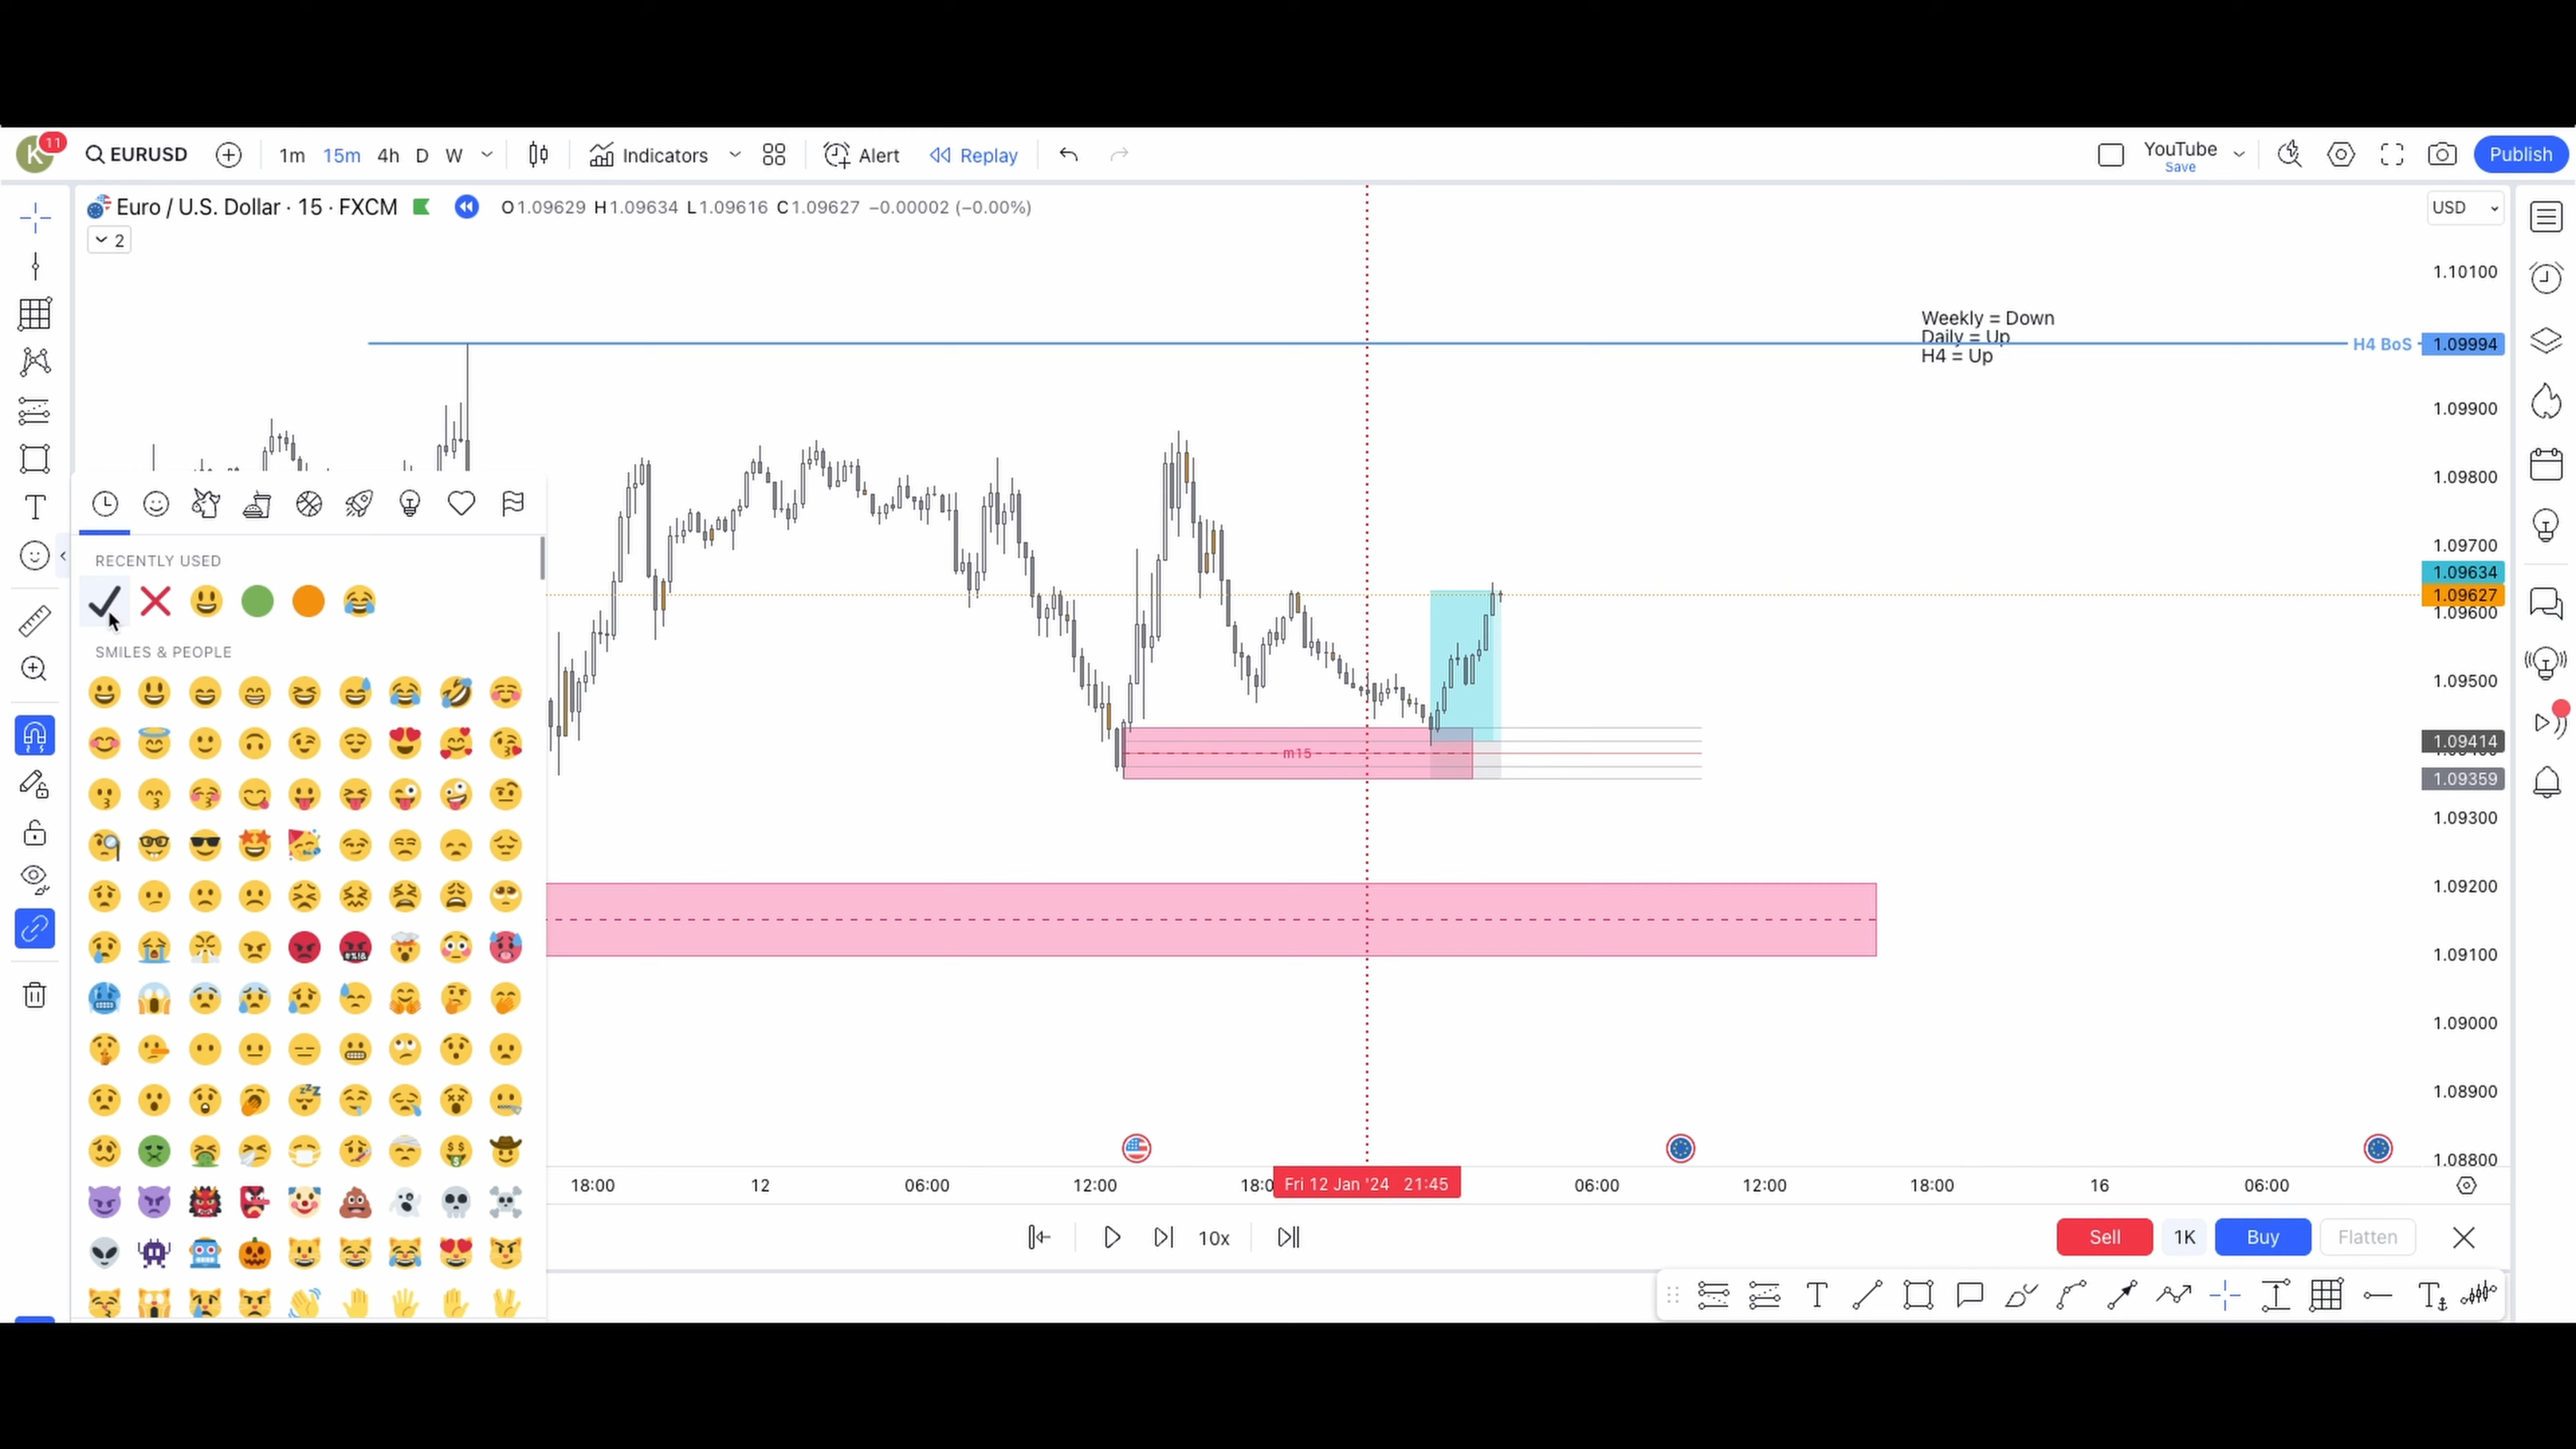 K 11 EURUSD 1m 15m 4h D W Indicators Alert Replay YouTube Save Publish
Euro / U.S. Dollar · 15 · FXCM O1.09629 H1.09634 L1.09616 C1.09627 −0.00002 (−0.00%) USD
2
1.10100
Weekly = Down
Daily = Up
H4 = Up
H4 BoS 1.09994
1.09900
1.09800
1.09700
1.09634
1.09627
1.09600
1.09500
1.09414
1.09359
1.09300
1.09200
1.09100
1.09000
1.08900
1.08800
m15
RECENTLY USED
SMILES & PEOPLE
18:00 12 06:00 12:00 18:0 Fri 12 Jan '24 21:45 06:00 12:00 18:00 16 06:00
10x Sell 1K Buy Flatten